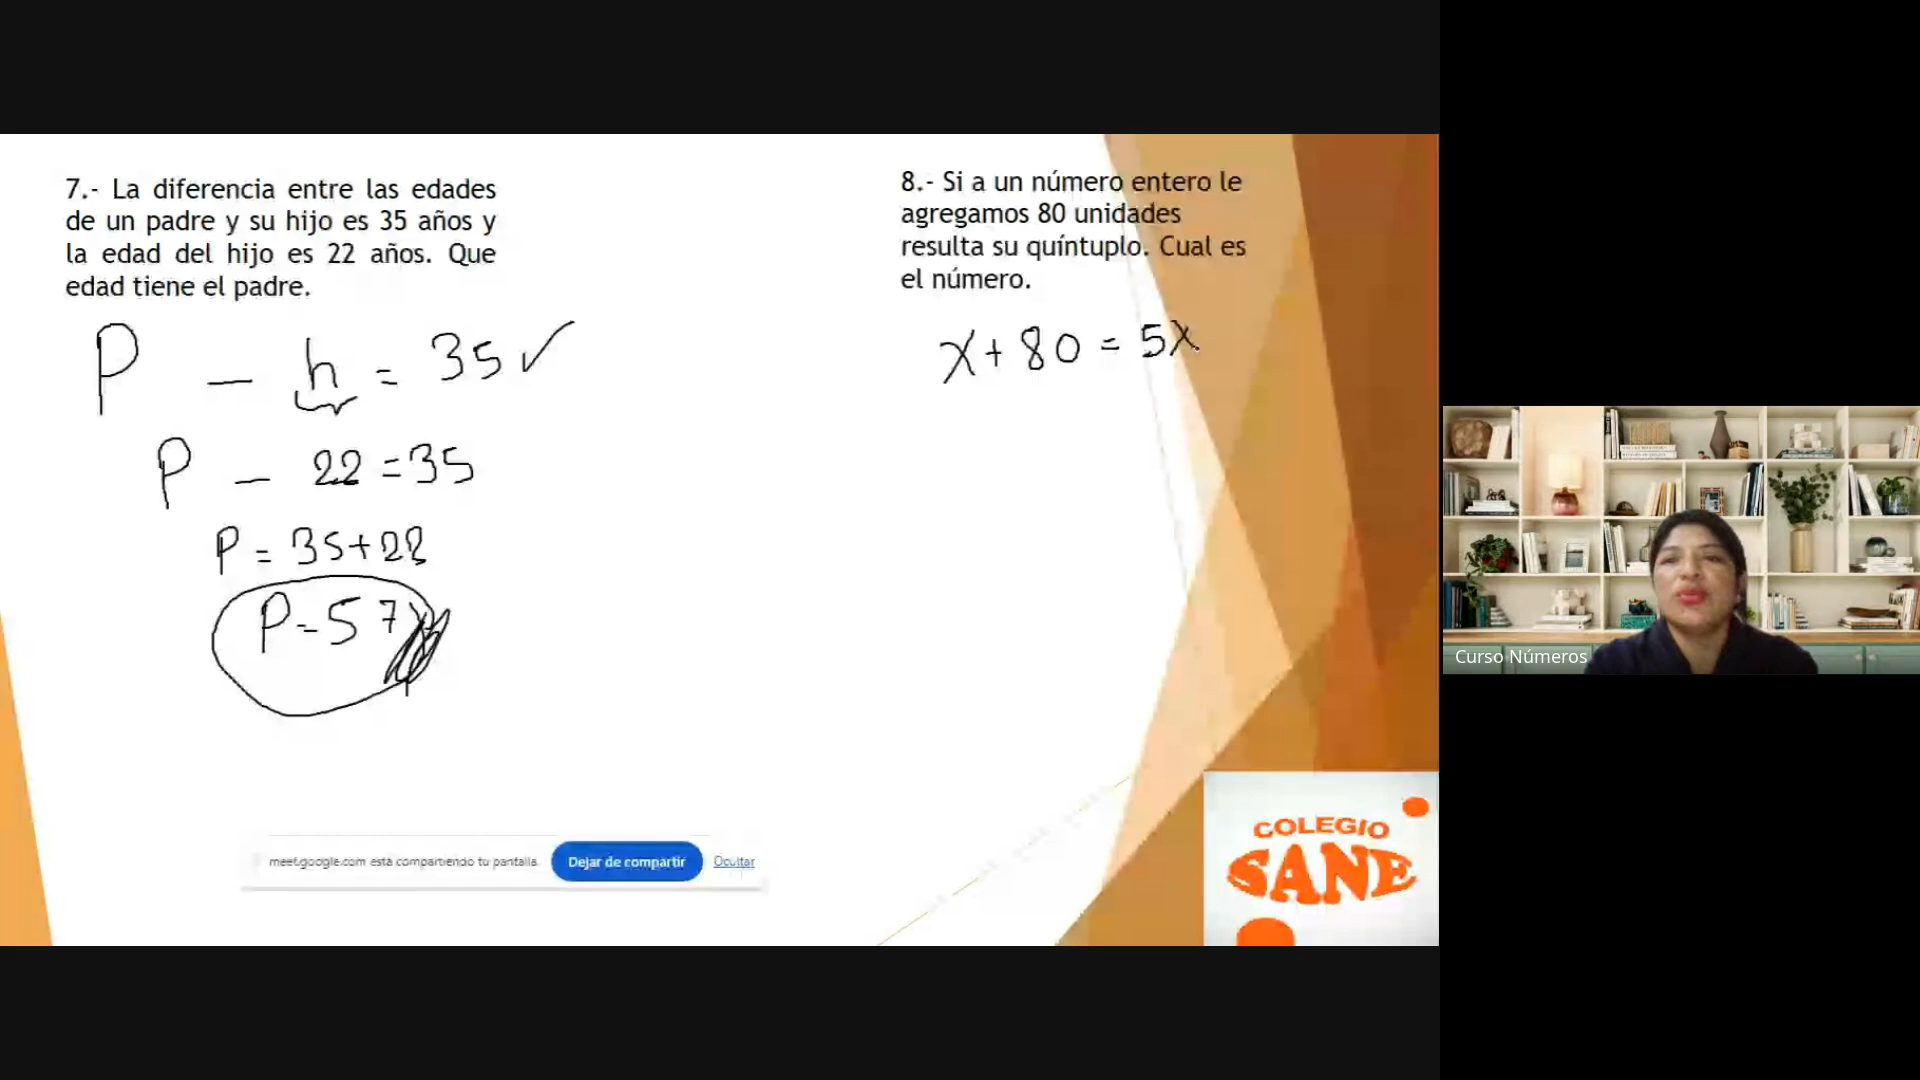 7.- La diferencia entre las edades
de un padre y su hijo es 35 años y
la edad del hijo es 22 años. Que
edad tiene el padre.
P - h = 35 ✓
P - 22 = 35
P = 35+22
P = 57
8.- Si a un número entero le
agregamos 80 unidades
resulta su quíntuplo. Cual es
el número.
x + 80 = 5x
meet.google.com está compartiendo tu pantalla.
Dejar de compartir
Ocultar
COLEGIO
SANE
Curso Números